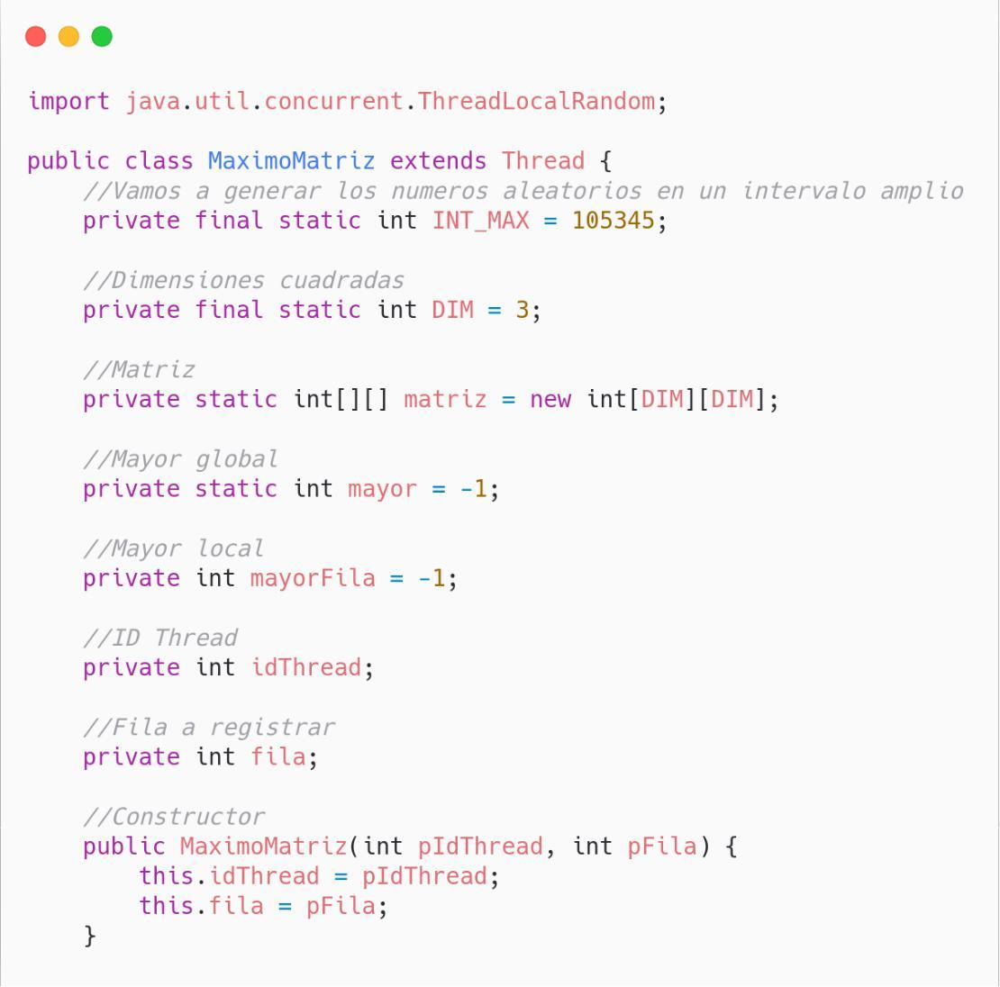 import java.util.concurrent.ThreadLocalRandom;
public class MaximoMatriz extends Thread {
//Vamos a generar los numeros aleatorios en un intervalo amplio
private final static int INT_MAX = 105345;
//Dimensiones cuadradas
private final static int DIM = 3;
//Matriz
private static int[][] matriz = new int[DIM][DIM];
//Mayor global
private static int mayor = -1;
//Mayor local
private int mayorFila = -1;
//ID Thread
private int idThread;
//Fila a registrar
private int fila;
//Constructor
public MaximoMatriz(int pIdThread, int pFila) {
this.idThread = pIdThread;
this.fila = pFila;
}